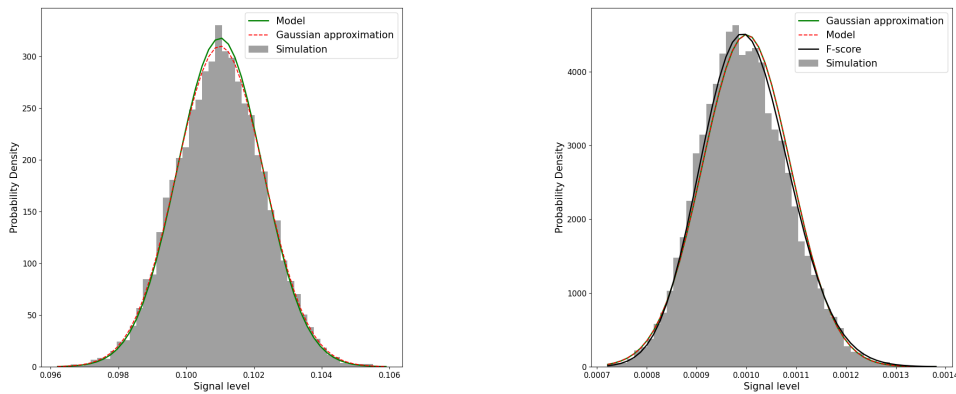 Model
Gaussian approximation
Simulation
300
250
200
150
100
50
0
0.096
0.098
0.100
0.102
0.104
0.106
Signal level
Probability Density
Gaussian approximation
Model
F-score
Simulation
4000
3000
2000
1000
0
0.0007
0.0008
0.0009
0.0010
0.0011
0.0012
0.0013
0.0014
Signal level
Probability Density